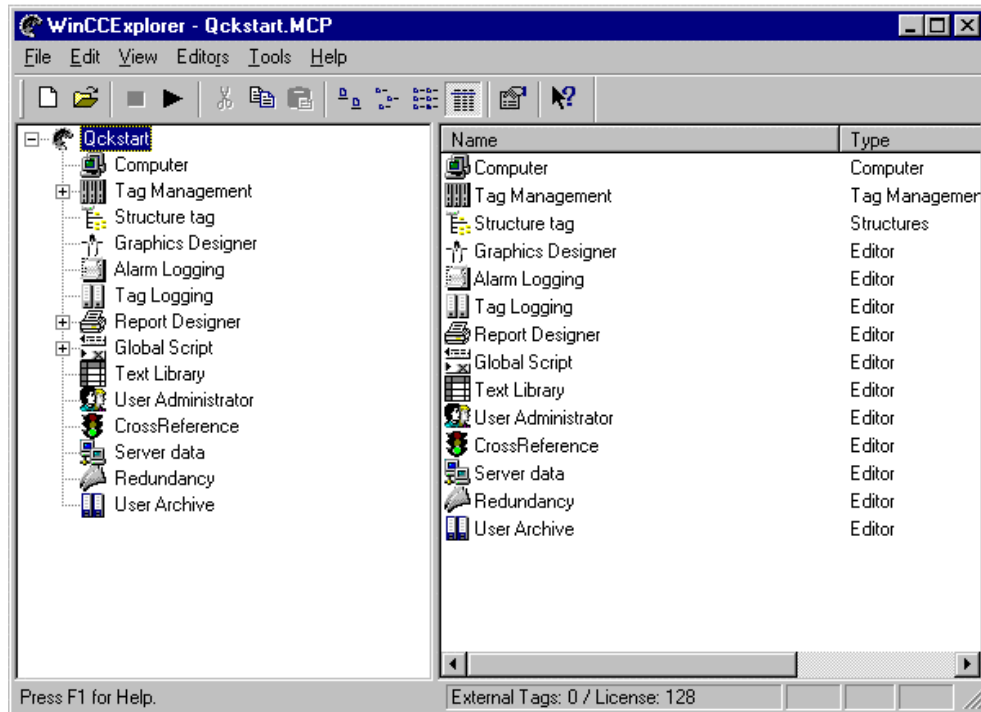 WinCCExplorer - Qckstart.MCP
File Edit View Editors Tools Help
Qckstart
Computer
Tag Management
Structure tag
Graphics Designer
Alarm Logging
Tag Logging
Report Designer
Global Script
Text Library
User Administrator
CrossReference
Server data
Redundancy
User Archive
Name Type
Computer Computer
Tag Management Tag Managemer
Structure tag Structures
Graphics Designer Editor
Alarm Logging Editor
Tag Logging Editor
Report Designer Editor
Global Script Editor
Text Library Editor
User Administrator Editor
CrossReference Editor
Server data Editor
Redundancy Editor
User Archive Editor
Press F1 for Help. External Tags: 0 / License: 128